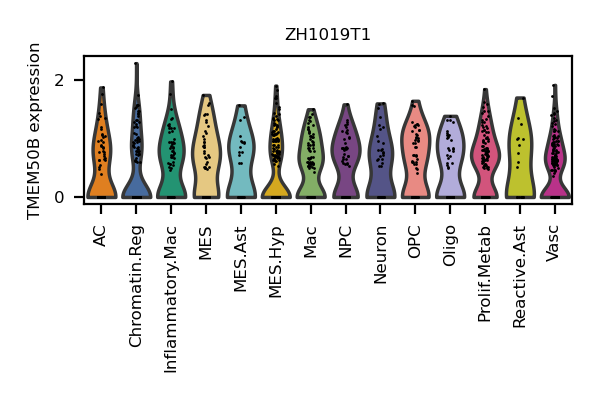 ZH1019T1
TMEM50B expression
2
0
AC
Chromatin.Reg
Inflammatory.Mac
MES
MES.Ast
MES.Hyp
Mac
NPC
Neuron
OPC
Oligo
Prolif.Metab
Reactive.Ast
Vasc